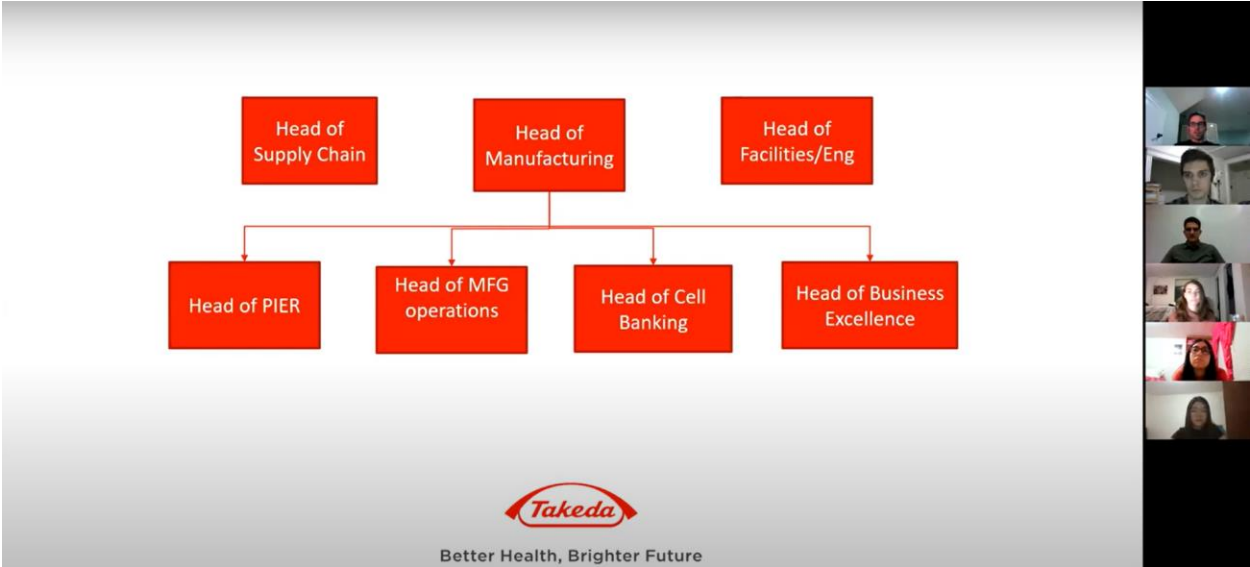 Head of
Supply Chain
Head of
Manufacturing
Head of
Facilities/Eng
Head of PIER
Head of MFG
operations
Head of Cell
Banking
Head of Business
Excellence
Takeda
Better Health, Brighter Future